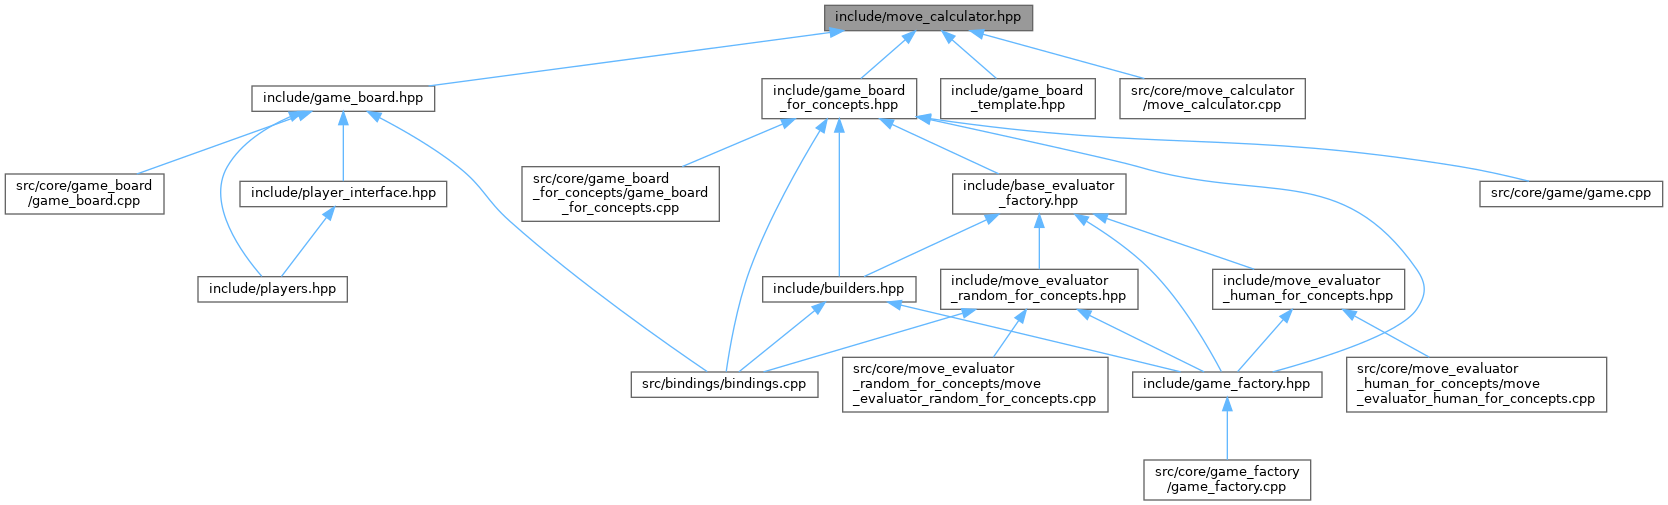 include/move_calculator.hpp
include/game_board.hpp
include/game_board
_for_concepts.hpp
include/game_board
_template.hpp
src/core/move_calculator
/move_calculator.cpp
src/core/game_board
/game_board.cpp
include/player_interface.hpp
src/core/game_board
_for_concepts/game_board
_for_concepts.cpp
include/base_evaluator
_factory.hpp
src/core/game/game.cpp
include/players.hpp
include/builders.hpp
include/move_evaluator
_random_for_concepts.hpp
include/move_evaluator
_human_for_concepts.hpp
src/bindings/bindings.cpp
src/core/move_evaluator
_random_for_concepts/move
_evaluator_random_for_concepts.cpp
include/game_factory.hpp
src/core/move_evaluator
_human_for_concepts/move
_evaluator_human_for_concepts.cpp
src/core/game_factory
/game_factory.cpp